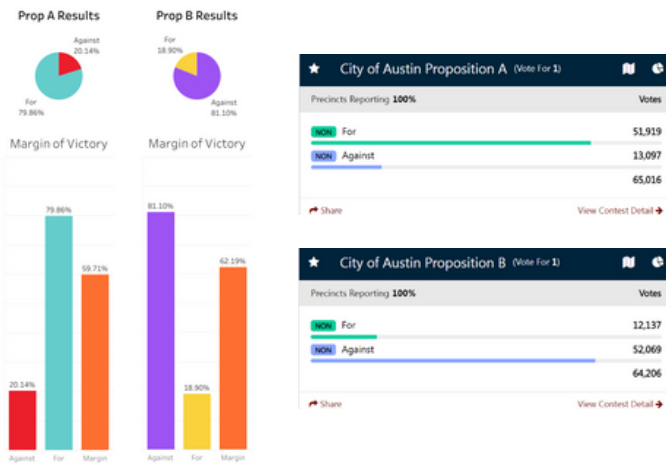 Prop A Results
Against
20.14%
For
79.86%
Margin of Victory
79.86%
59.71%
20.14%
Against For Margin
Prop B Results
For
18.90%
Against
81.10%
Margin of Victory
81.10%
62.19%
18.90%
Against For Margin
City of Austin Proposition A (Vote For 1)
Precincts Reporting 100% Votes
NON For 51,919
NON Against 13,097
65,016
Share View Contest Detail
City of Austin Proposition B (Vote For 1)
Precincts Reporting 100% Votes
NON For 12,137
NON Against 52,069
64,206
Share View Contest Detail